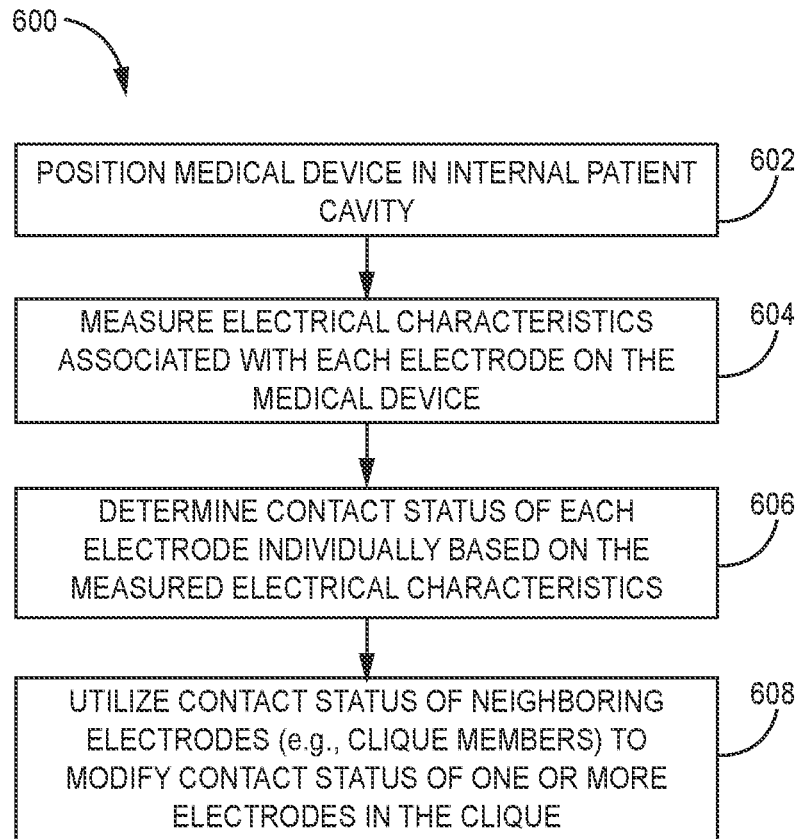 600
POSITION MEDICAL DEVICE IN INTERNAL PATIENT
CAVITY
602
MEASURE ELECTRICAL CHARACTERISTICS
ASSOCIATED WITH EACH ELECTRODE ON THE
MEDICAL DEVICE
604
DETERMINE CONTACT STATUS OF EACH
ELECTRODE INDIVIDUALLY BASED ON THE
MEASURED ELECTRICAL CHARACTERISTICS
606
UTILIZE CONTACT STATUS OF NEIGHBORING
ELECTRODES (e.g., CLIQUE MEMBERS) TO
MODIFY CONTACT STATUS OF ONE OR MORE
ELECTRODES IN THE CLIQUE
608